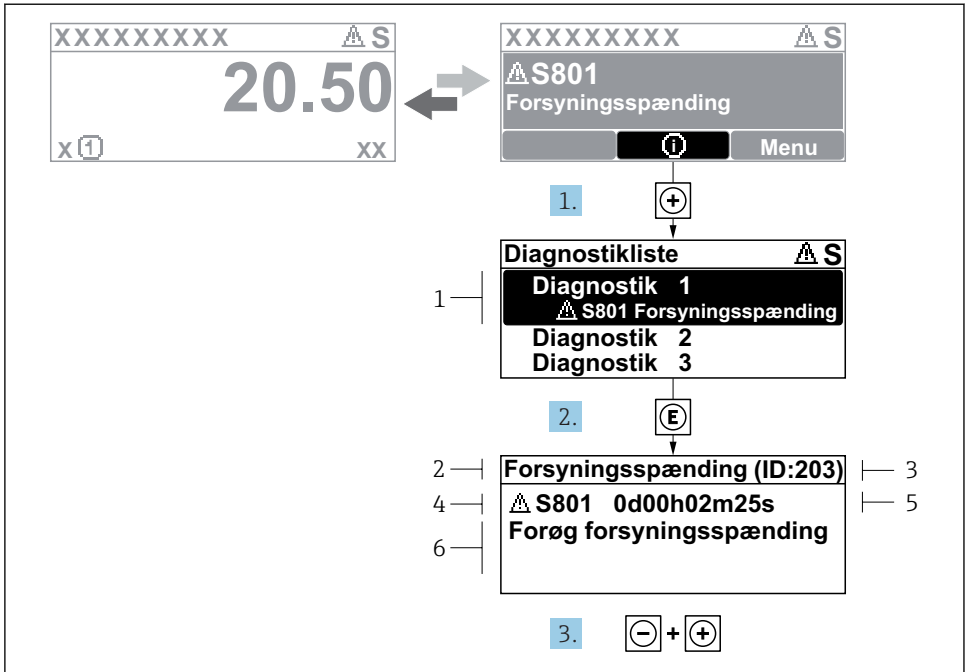 XXXXXXXXX ⚠ S
20.50
x ① xx
XXXXXXXXX ⚠ S
⚠ S801
Forsyningsspænding
ⓘ Menu
1. +
Diagnostikliste ⚠ S
1
Diagnostik 1
⚠ S801 Forsyningsspænding
Diagnostik 2
Diagnostik 3
2. E
2 Forsyningsspænding (ID:203) 3
4 ⚠ S801 0d00h02m25s 5
6 Forøg forsyningsspænding
3. - + +